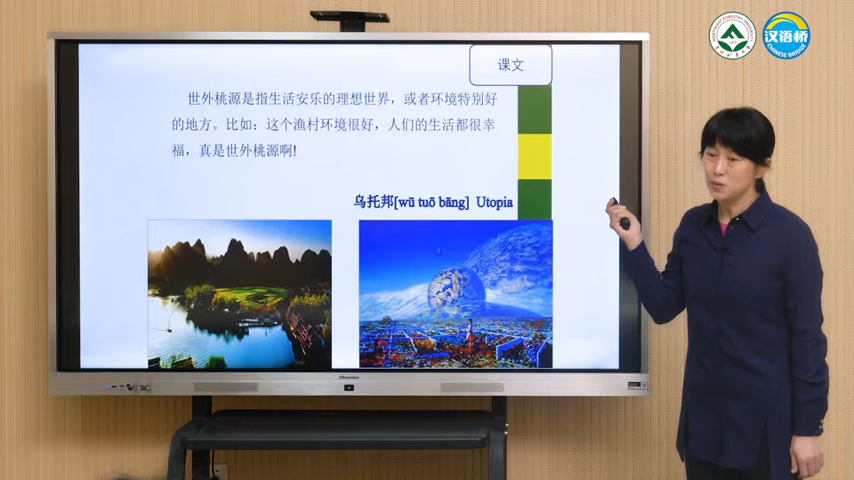 汉语桥
CHINESE BRIDGE
课文
世外桃源是指生活安乐的理想世界，或者环境特别好
的地方。比如：这个渔村环境很好，人们的生活都很幸
福，真是世外桃源啊!
乌托邦[wū tuō bāng] Utopia
Hisense